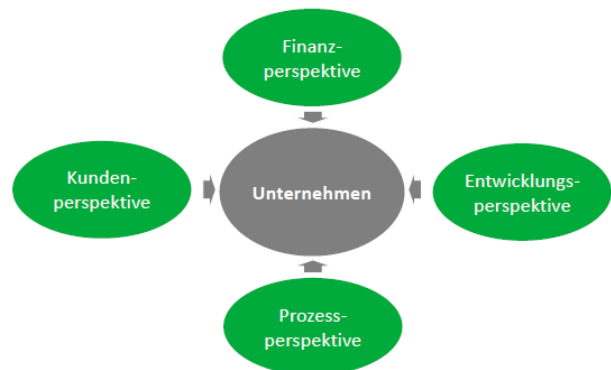 Finanz-
perspektive
Kunden-
perspektive
Unternehmen
Entwicklungs-
perspektive
Prozess-
perspektive